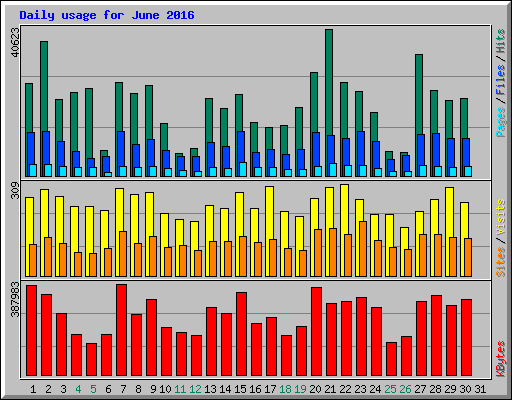 Daily usage for June 2016
40623
Pages / Files / Hits
309
Sites / Visits
387983
KBytes
1 2 3 4 5 6 7 8 9 10 11 12 13 14 15 16 17 18 19 20 21 22 23 24 25 26 27 28 29 30 31